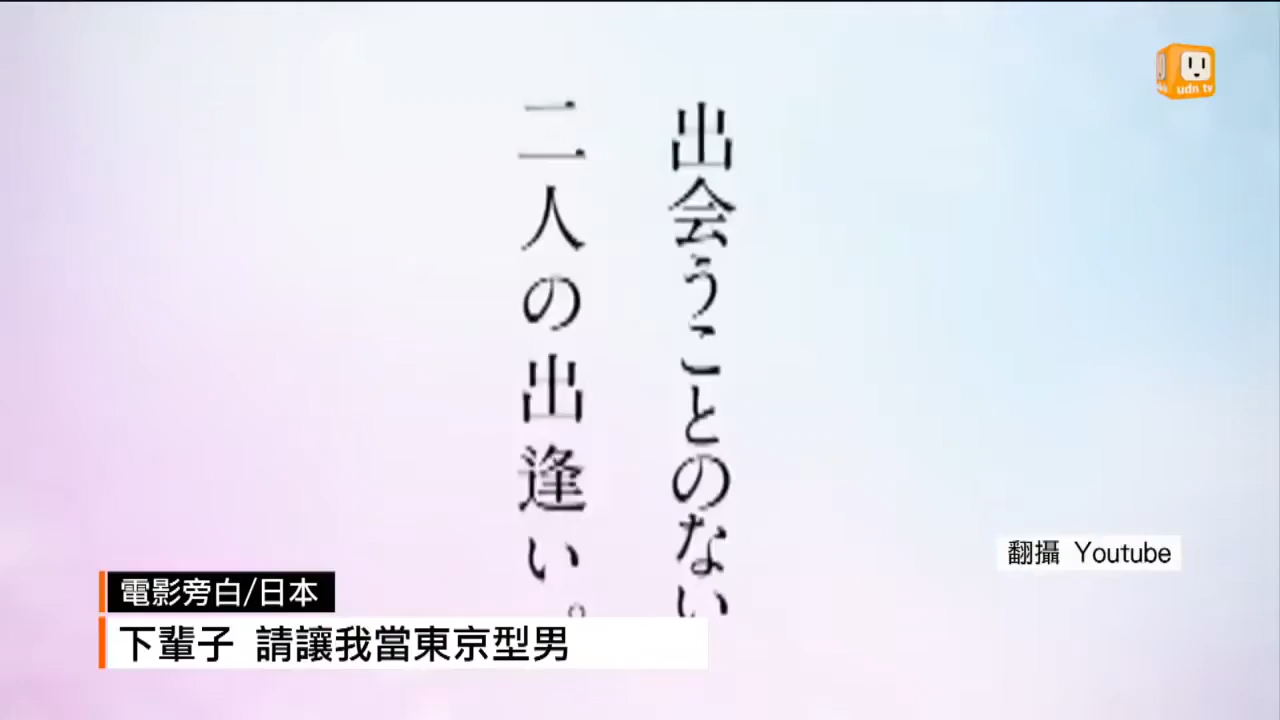 出会うことのない
二人の出逢い。
udn tv
翻攝 Youtube
電影旁白/日本
下輩子 請讓我當東京型男